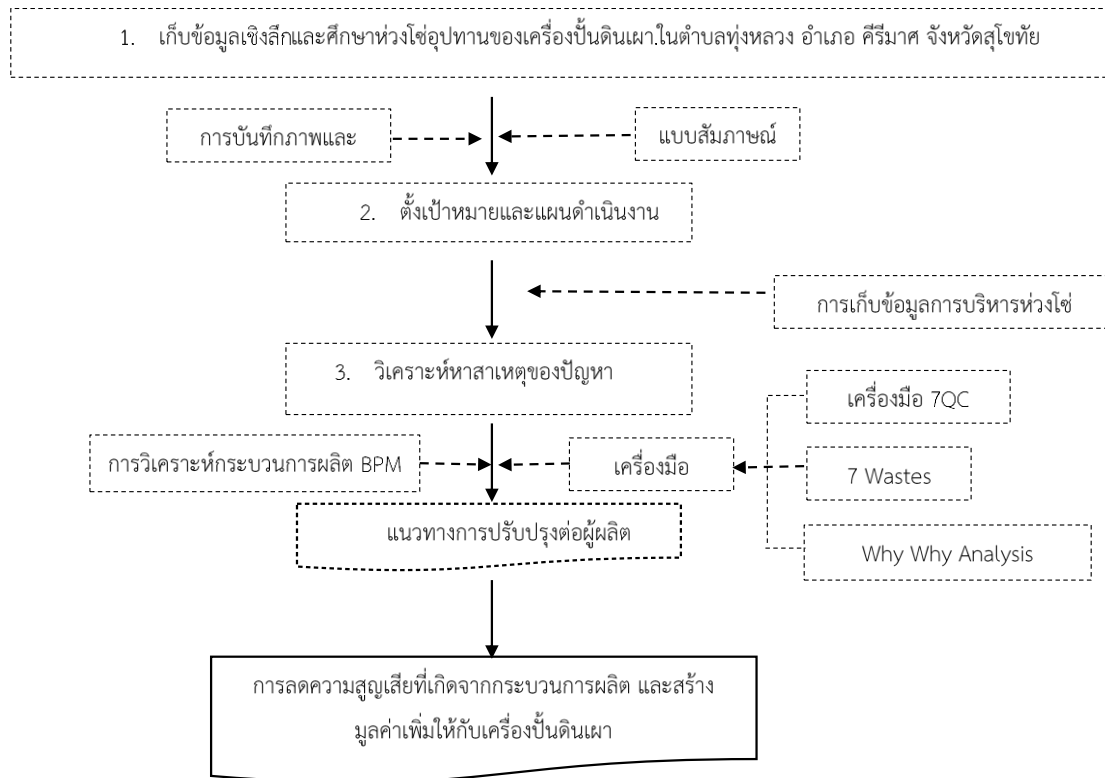 1. เก็บข้อมูลเชิงลึกและศึกษาห่วงโซ่อุปทานของเครื่องปั้นดินเผา.ในตำบลทุ่งหลวง อำเภอ คีรีมาศ จังหวัดสุโขทัย
การบันทึกภาพและ
แบบสัมภาษณ์
2. ตั้งเป้าหมายและแผนดำเนินงาน
การเก็บข้อมูลการบริหารห่วงโซ่
3. วิเคราะห์หาสาเหตุของปัญหา
เครื่องมือ 7QC
การวิเคราะห์กระบวนการผลิต BPM
เครื่องมือ
7 Wastes
แนวทางการปรับปรุงต่อผู้ผลิต
Why Why Analysis
การลดความสูญเสียที่เกิดจากกระบวนการผลิต และสร้าง
มูลค่าเพิ่มให้กับเครื่องปั้นดินเผา